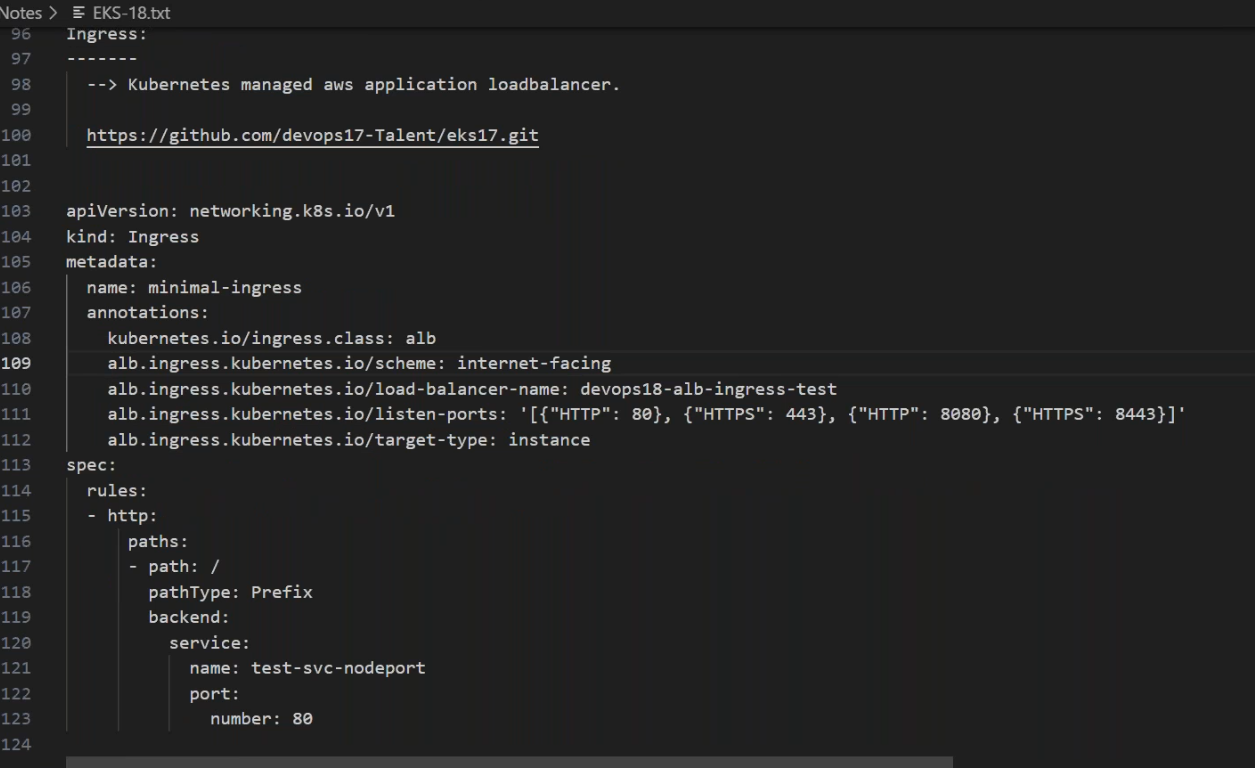 Notes > EKS-18.txt
96 Ingress:
97 -------
98 --> Kubernetes managed aws application loadbalancer.
99
100 https://github.com/devops17-Talent/eks17.git
101
102
103 apiVersion: networking.k8s.io/v1
104 kind: Ingress
105 metadata:
106   name: minimal-ingress
107   annotations:
108     kubernetes.io/ingress.class: alb
109     alb.ingress.kubernetes.io/scheme: internet-facing
110     alb.ingress.kubernetes.io/load-balancer-name: devops18-alb-ingress-test
111     alb.ingress.kubernetes.io/listen-ports: '[{"HTTP": 80}, {"HTTPS": 443}, {"HTTP": 8080}, {"HTTPS": 8443}]'
112     alb.ingress.kubernetes.io/target-type: instance
113 spec:
114   rules:
115   - http:
116       paths:
117       - path: /
118         pathType: Prefix
119         backend:
120           service:
121             name: test-svc-nodeport
122             port:
123               number: 80
124